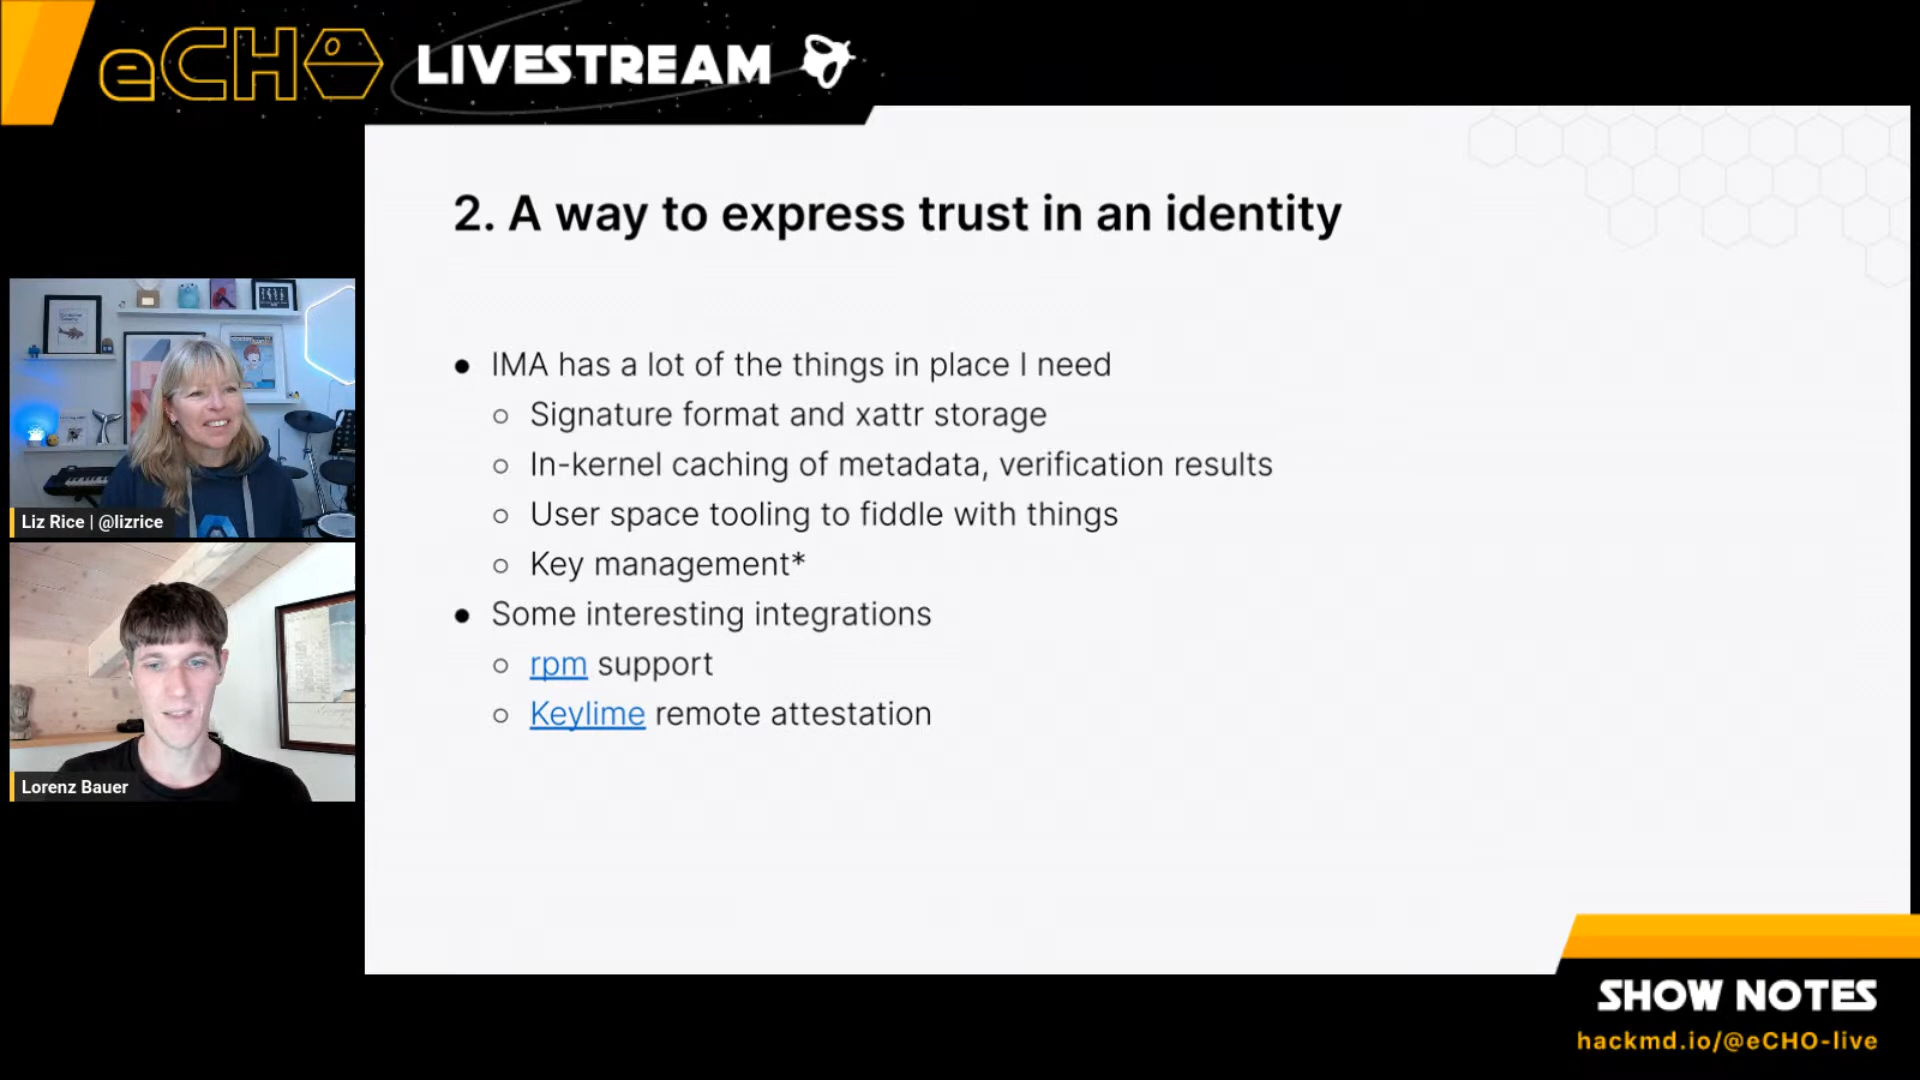 eCHO LIVESTREAM
2. A way to express trust in an identity
● IMA has a lot of the things in place I need
○ Signature format and xattr storage
○ In-kernel caching of metadata, verification results
○ User space tooling to fiddle with things
○ Key management*
● Some interesting integrations
○ rpm support
○ Keylime remote attestation
Liz Rice | @lizrice
Lorenz Bauer
SHOW NOTES
hackmd.io/@eCHO-live